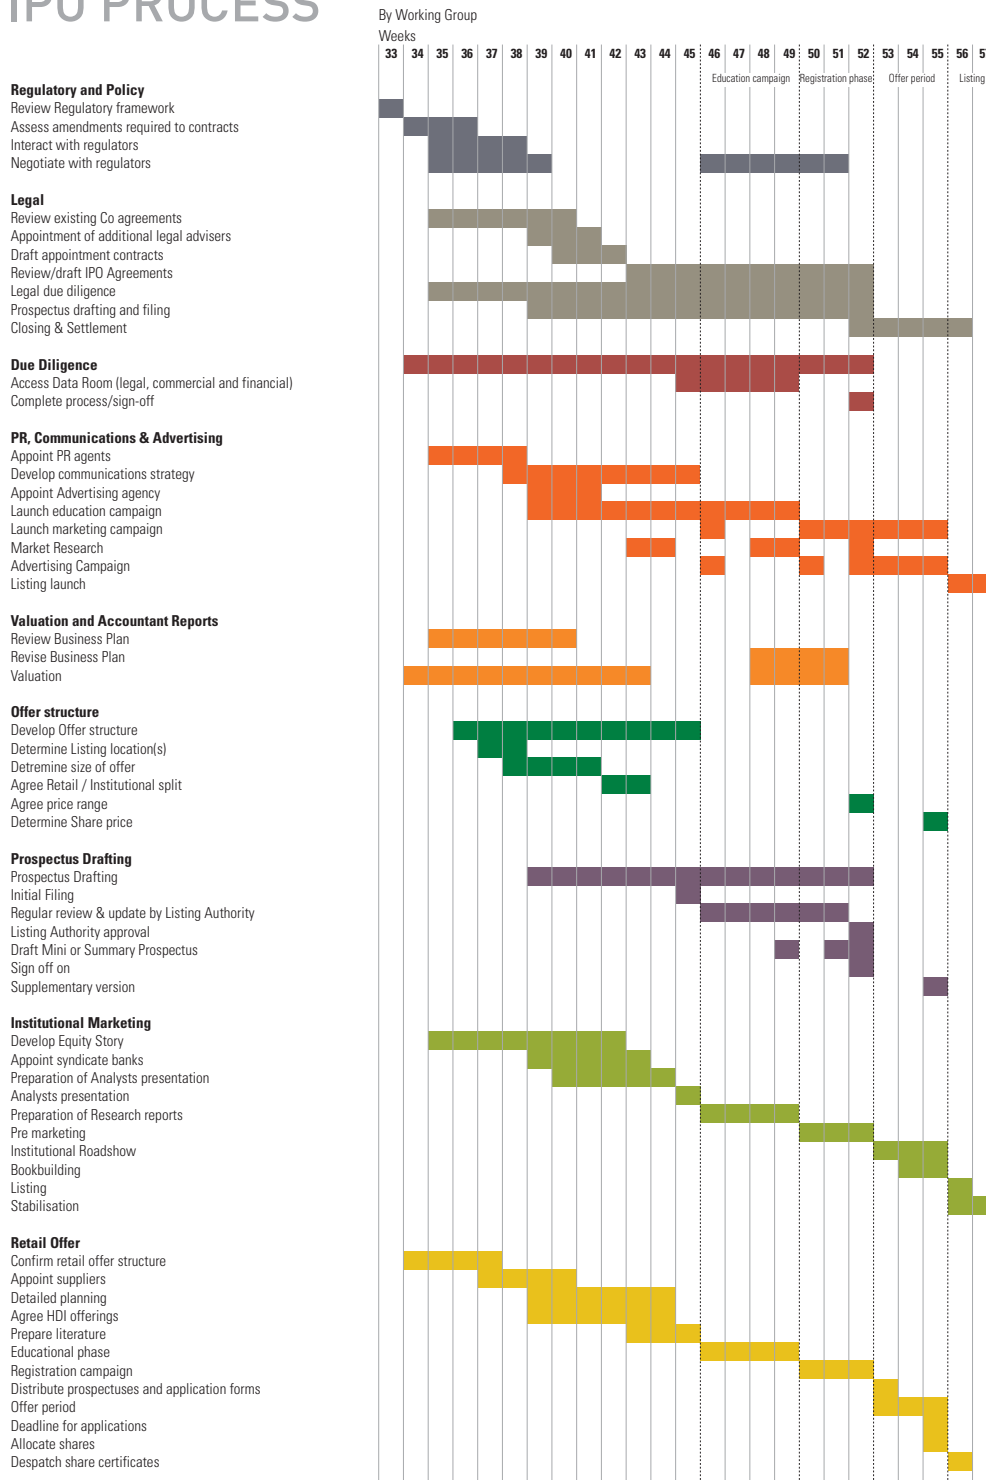 IPO PROCESS
By Working Group
Weeks
33 34 35 36 37 38 39 40 41 42 43 44 45 46 47 48 49 50 51 52 53 54 55 56 5
Education campaign Registration phase Offer period Listing
Regulatory and Policy
Review Regulatory framework
Assess amendments required to contracts
Interact with regulators
Negotiate with regulators
Legal
Review existing Co agreements
Appointment of additional legal advisers
Draft appointment contracts
Review/draft IPO Agreements
Legal due diligence
Prospectus drafting and filing
Closing & Settlement
Due Diligence
Access Data Room (legal, commercial and financial)
Complete process/sign-off
PR, Communications & Advertising
Appoint PR agents
Develop communications strategy
Appoint Advertising agency
Launch education campaign
Launch marketing campaign
Market Research
Advertising Campaign
Listing launch
Valuation and Accountant Reports
Review Business Plan
Revise Business Plan
Valuation
Offer structure
Develop Offer structure
Determine Listing location(s)
Detremine size of offer
Agree Retail / Institutional split
Agree price range
Determine Share price
Prospectus Drafting
Prospectus Drafting
Initial Filing
Regular review & update by Listing Authority
Listing Authority approval
Draft Mini or Summary Prospectus
Sign off on
Supplementary version
Institutional Marketing
Develop Equity Story
Appoint syndicate banks
Preparation of Analysts presentation
Analysts presentation
Preparation of Research reports
Pre marketing
Institutional Roadshow
Bookbuilding
Listing
Stabilisation
Retail Offer
Confirm retail offer structure
Appoint suppliers
Detailed planning
Agree HDI offerings
Prepare literature
Educational phase
Registration campaign
Distribute prospectuses and application forms
Offer period
Deadline for applications
Allocate shares
Despatch share certificates